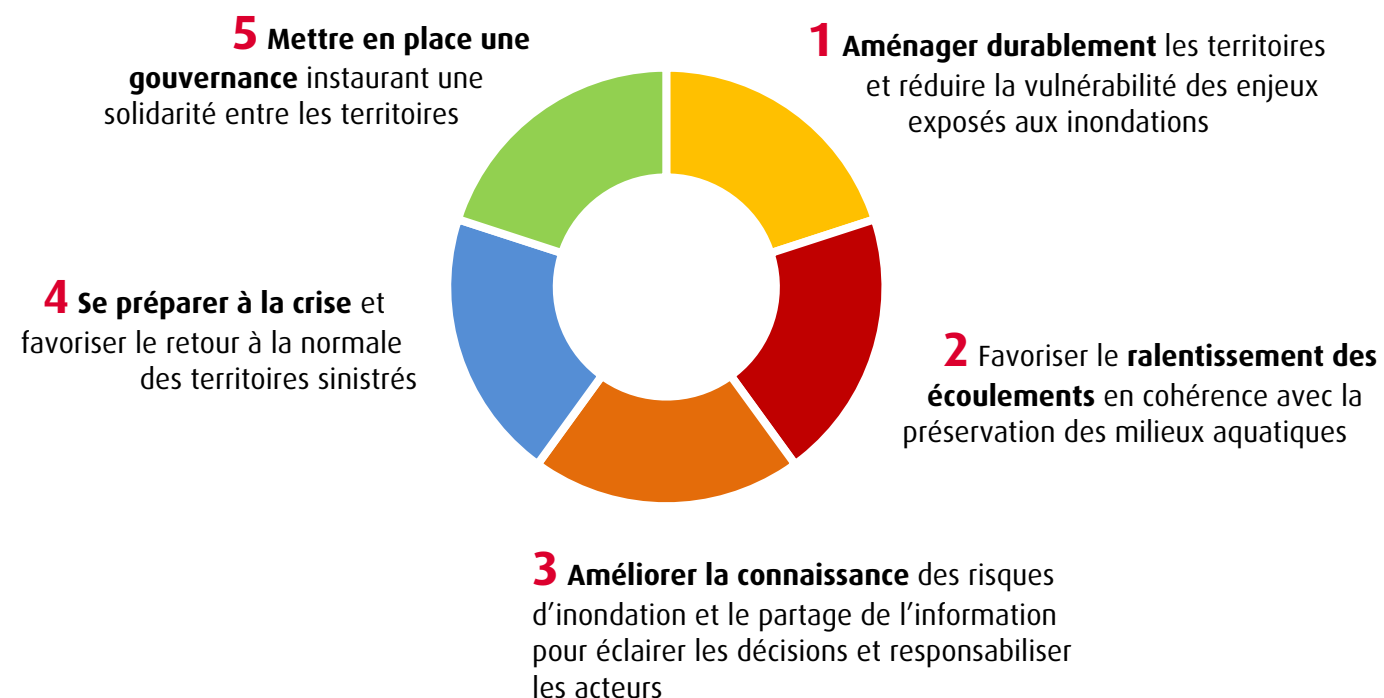 1 Aménager durablement les territoires
et réduire la vulnérabilité des enjeux
exposés aux inondations
2 Favoriser le ralentissement des
écoulements en cohérence avec la
préservation des milieux aquatiques
3 Améliorer la connaissance des risques
d’inondation et le partage de l’information
pour éclairer les décisions et responsabiliser
les acteurs
4 Se préparer à la crise et
favoriser le retour à la normale
des territoires sinistrés
5 Mettre en place une
gouvernance instaurant une
solidarité entre les territoires